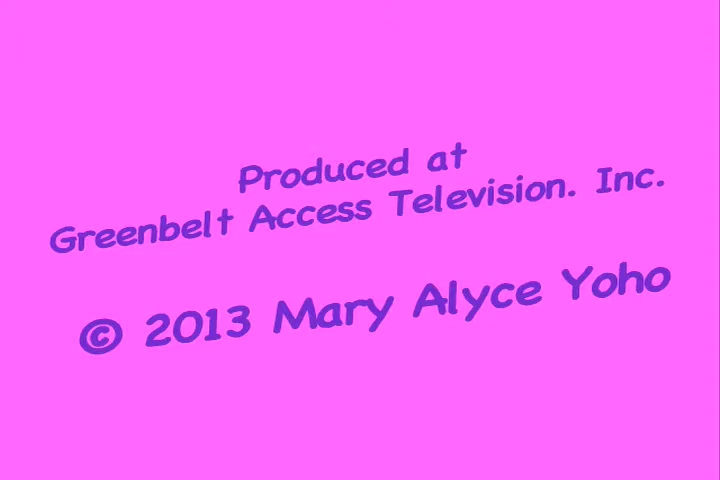 Produced at
Greenbelt Access Television. Inc.
© 2013 Mary Alyce Yoho